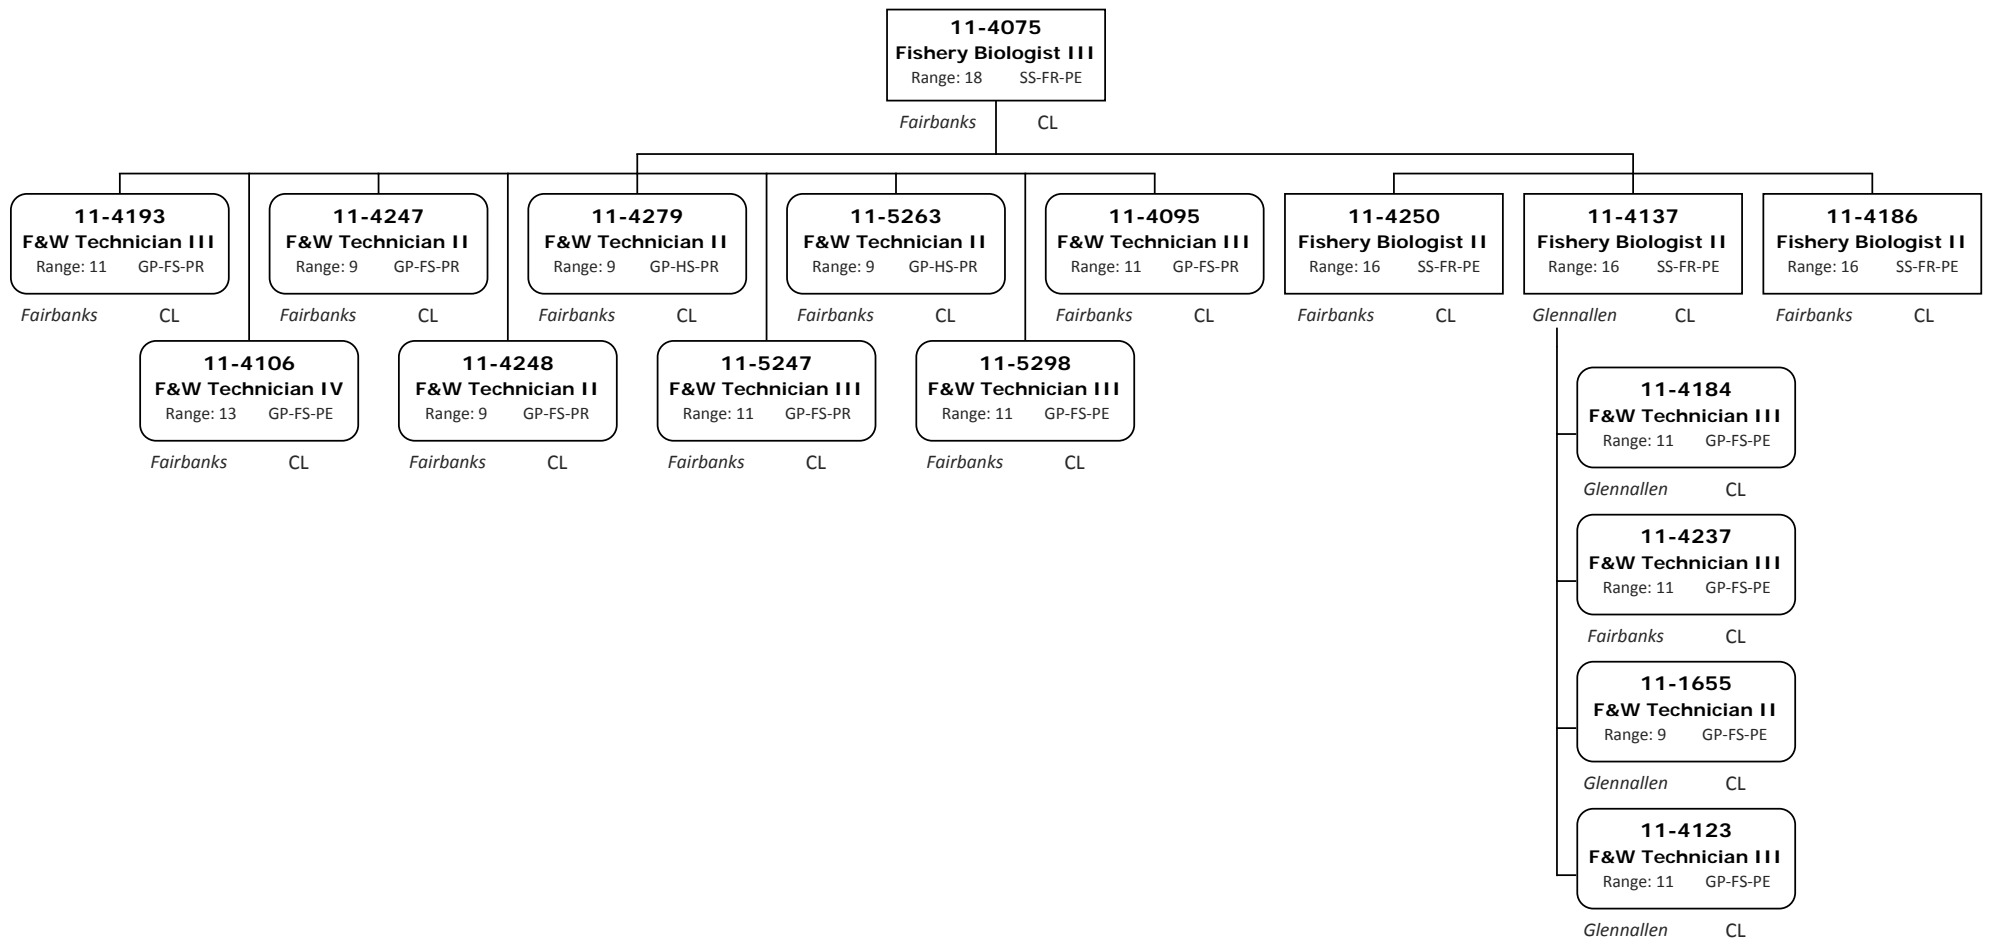 11-4075
Fishery Biologist III
Range: 18 SS-FR-PE
Fairbanks CL
11-4193
F&W Technician III
Range: 11 GP-FS-PR
Fairbanks CL
11-4247
F&W Technician II
Range: 9 GP-FS-PR
Fairbanks CL
11-4279
F&W Technician II
Range: 9 GP-HS-PR
Fairbanks CL
11-5263
F&W Technician II
Range: 9 GP-HS-PR
Fairbanks CL
11-4095
F&W Technician III
Range: 11 GP-FS-PR
Fairbanks CL
11-4250
Fishery Biologist II
Range: 16 SS-FR-PE
Fairbanks CL
11-4137
Fishery Biologist II
Range: 16 SS-FR-PE
Glennallen CL
11-4186
Fishery Biologist II
Range: 16 SS-FR-PE
Fairbanks CL
11-4106
F&W Technician IV
Range: 13 GP-FS-PE
Fairbanks CL
11-4248
F&W Technician II
Range: 9 GP-FS-PR
Fairbanks CL
11-5247
F&W Technician III
Range: 11 GP-FS-PR
Fairbanks CL
11-5298
F&W Technician III
Range: 11 GP-FS-PE
Fairbanks CL
11-4184
F&W Technician III
Range: 11 GP-FS-PE
Glennallen CL
11-4237
F&W Technician III
Range: 11 GP-FS-PE
Fairbanks CL
11-1655
F&W Technician II
Range: 9 GP-FS-PE
Glennallen CL
11-4123
F&W Technician III
Range: 11 GP-FS-PE
Glennallen CL